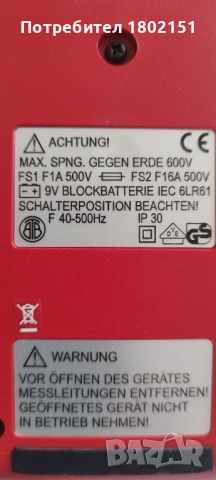 Потребител 1802151
ACHTUNG!
MAX. SPNG. GEGEN ERDE 600V
FS1 F1A 500V FS2 F16A 500V
9V BLOCKBATTERIE IEC 6LR61
SCHALTERPOSITION BEACHTEN!
F 40-500Hz IP 30
WARNUNG
VOR ÖFFNEN DES GERÄTES
MESSLEITUNGEN ENTFERNEN!
GEÖFFNETES GERÄT NICHT
IN BETRIEB NEHMEN!
BAZAR